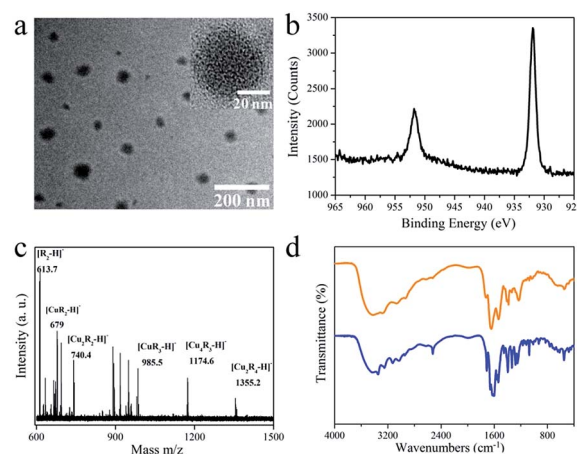 a
20 nm
200 nm
b
Intensity (Counts)
3500
3000
2500
2000
1500
1000
965 960 955 950 945 940 935 930 92
Binding Energy (eV)
c
Intensity (a. u.)
[R₂-H]⁻
613.7
[CuR₂-H]⁻
679
[Cu₂R₂-H]⁻
740.4
[CuR₃-H]⁻
985.5
[Cu₄R₃-H]⁻
1174.6
[Cu₂R₄-H]⁻
1355.2
600 900 1200 1500
Mass m/z
d
Transmittance (%)
4000 3200 2400 1600 800
Wavenumbers (cm⁻¹)